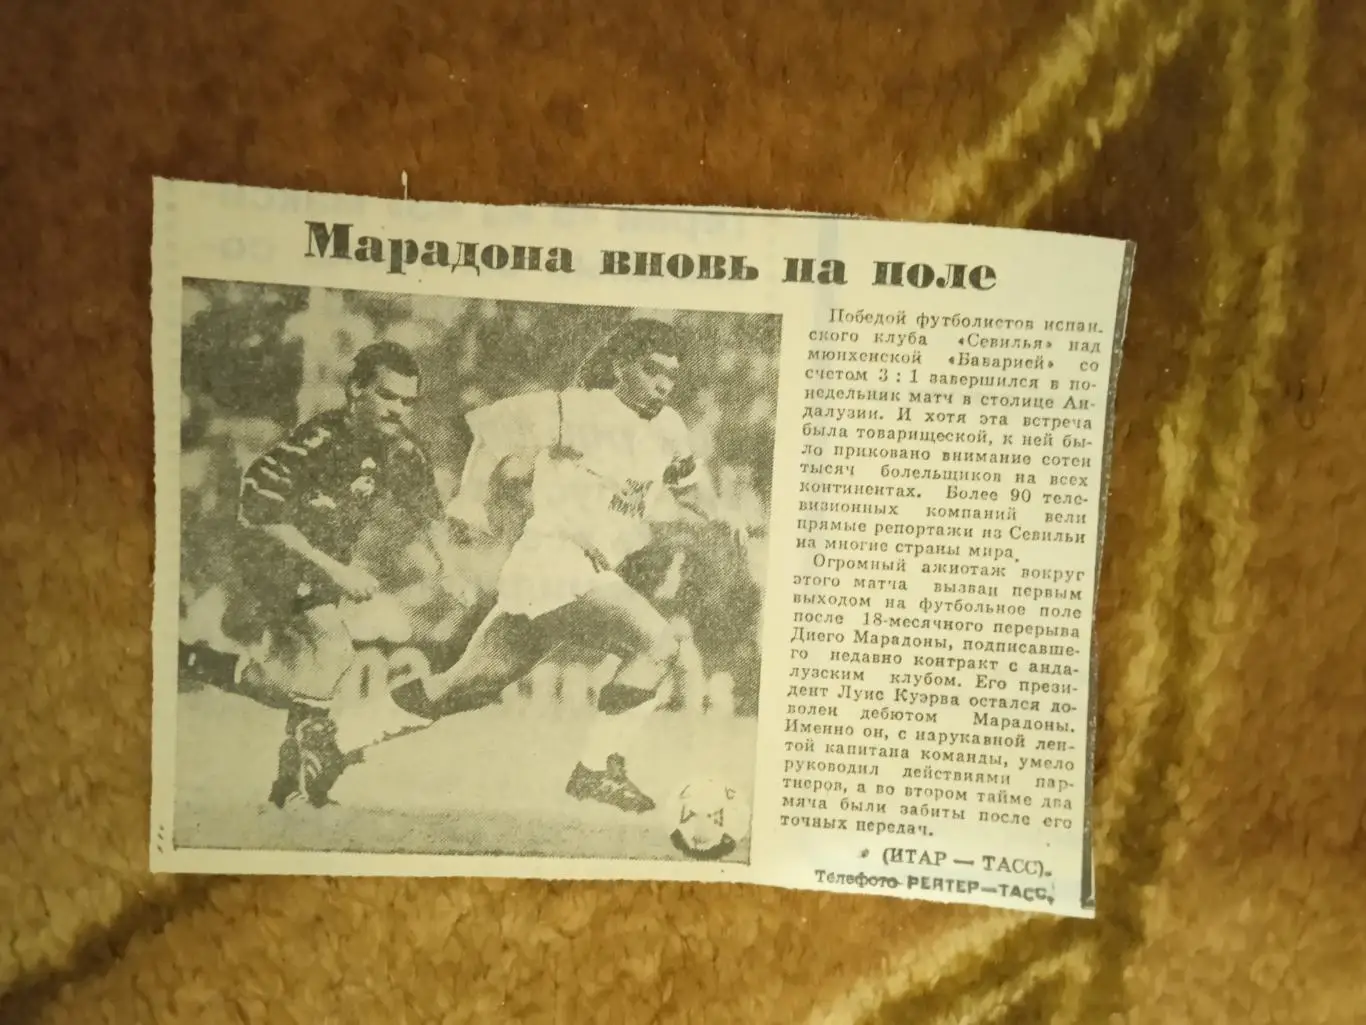 Марадона вновь на поле
Победой футболистов испан-
ского клуба «Севилья» над
мюнхенской «Баварией» со
счетом 3 : 1 завершился в по-
недельник матч в столице Ан-
далузии. И хотя эта встреча
была товарищеской, к ней бы-
ло приковано внимание сотен
тысяч болельщиков на всех
континентах. Более 90 теле-
визионных компаний вели
прямые репортажи из Севильи
на многие страны мира.
Огромный ажиотаж вокруг
этого матча вызван первым
выходом на футбольное поле
после 18-месячного перерыва
Диего Марадоны, подписавше-
го недавно контракт с анда-
лузским клубом. Его прези-
дент Луис Куэрва остался до-
волен дебютом Марадоны.
Именно он, с нарукавной лен-
той капитана команды, умело
руководил действиями пар-
тнеров, а во втором тайме два
мяча были забиты после его
точных передач.
(ИТАР — ТАСС).
Телефото РЕЙТЕР—ТАСС.